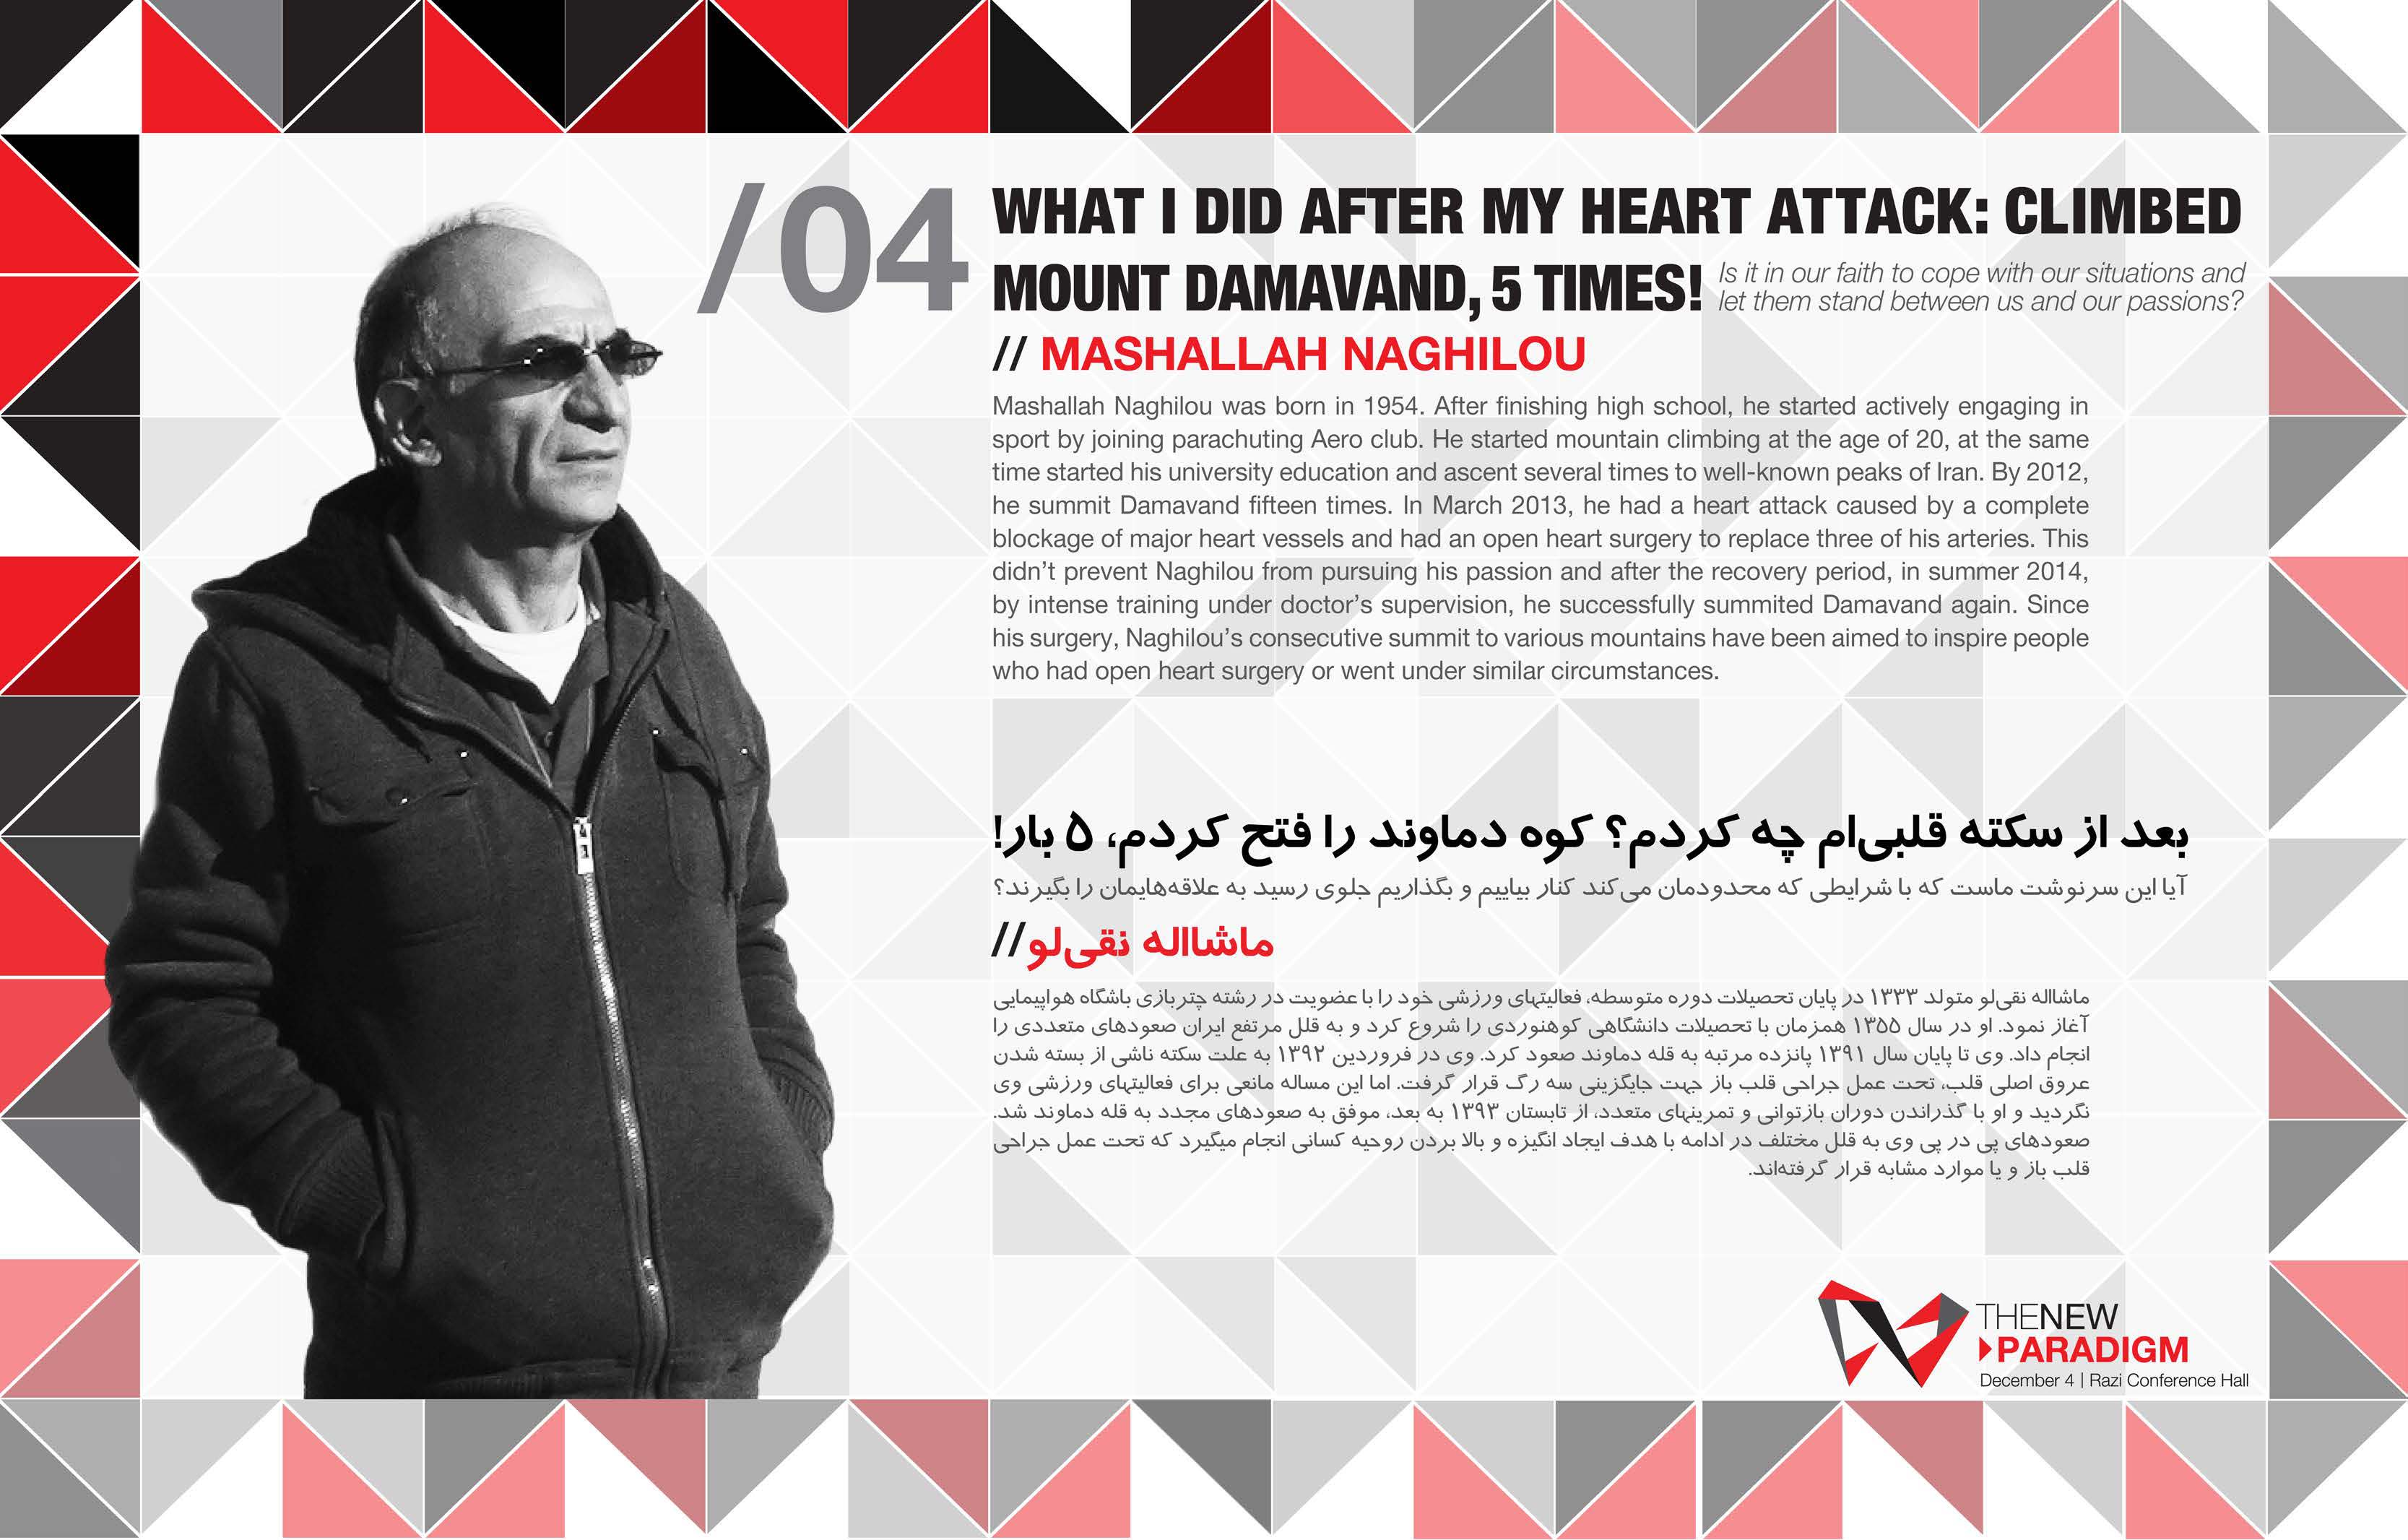 /04
WHAT I DID AFTER MY HEART ATTACK: CLIMBED
MOUNT DAMAVAND, 5 TIMES!
Is it in our faith to cope with our situations and
let them stand between us and our passions?
// MASHALLAH NAGHILOU
Mashallah Naghilou was born in 1954. After finishing high school, he started actively engaging in
sport by joining parachuting Aero club. He started mountain climbing at the age of 20, at the same
time started his university education and ascent several times to well-known peaks of Iran. By 2012,
he summit Damavand fifteen times. In March 2013, he had a heart attack caused by a complete
blockage of major heart vessels and had an open heart surgery to replace three of his arteries. This
didn't prevent Naghilou from pursuing his passion and after the recovery period, in summer 2014,
by intense training under doctor's supervision, he successfully summited Damavand again. Since
his surgery, Naghilou's consecutive summit to various mountains have been aimed to inspire people
who had open heart surgery or went under similar circumstances.
بعد از سکته قلبی‌ام چه کردم؟ کوه دماوند را فتح کردم، ۵ بار!
آیا این سرنوشت ماست که با شرایطی که محدودمان می‌کند کنار بیاییم و بگذاریم جلوی رسید به علاقه‌هایمان را بگیرند؟
ماشااله نقی‌لو//
ماشااله نقی‌لو متولد ۱۳۳۳ در پایان تحصیلات دوره متوسطه، فعالیتهای ورزشی خود را با عضویت در رشته چتربازی باشگاه هواپیمایی
آغاز نمود. او در سال ۱۳۵۵ همزمان با تحصیلات دانشگاهی کوهنوردی را شروع کرد و به قلل مرتفع ایران صعودهای متعددی را
انجام داد. وی تا پایان سال ۱۳۹۱ پانزده مرتبه به قله دماوند صعود کرد. وی در فروردین ۱۳۹۲ به علت سکته ناشی از بسته شدن
عروق اصلی قلب، تحت عمل جراحی قلب باز جهت جایگزینی سه رگ قرار گرفت. اما این مساله مانعی برای فعالیتهای ورزشی وی
نگردید و او با گذراندن دوران بازتوانی و تمرینهای متعدد، از تابستان ۱۳۹۳ به بعد، موفق به صعودهای مجدد به قله دماوند شد.
صعودهای پی در پی وی به قلل مختلف در ادامه با هدف ایجاد انگیزه و بالا بردن روحیه کسانی انجام میگیرد که تحت عمل جراحی
قلب باز و یا موارد مشابه قرار گرفته‌اند.
THENEW
PARADIGM
December 4 | Razi Conference Hall